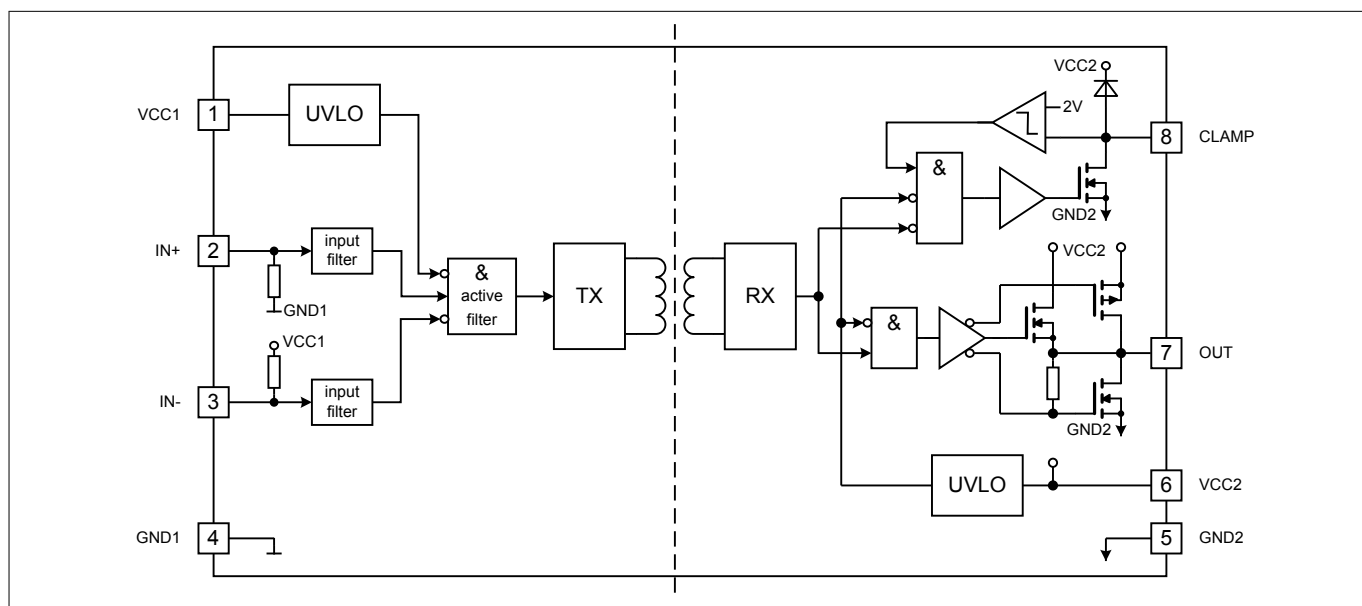 VCC1
1
UVLO
IN+
2
input
filter
GND1
VCC1
IN-
3
input
filter
GND1
4
&
active
filter
TX
RX
VCC2
2V
8
CLAMP
&
GND2
VCC2
&
7
OUT
GND2
UVLO
6
VCC2
5
GND2